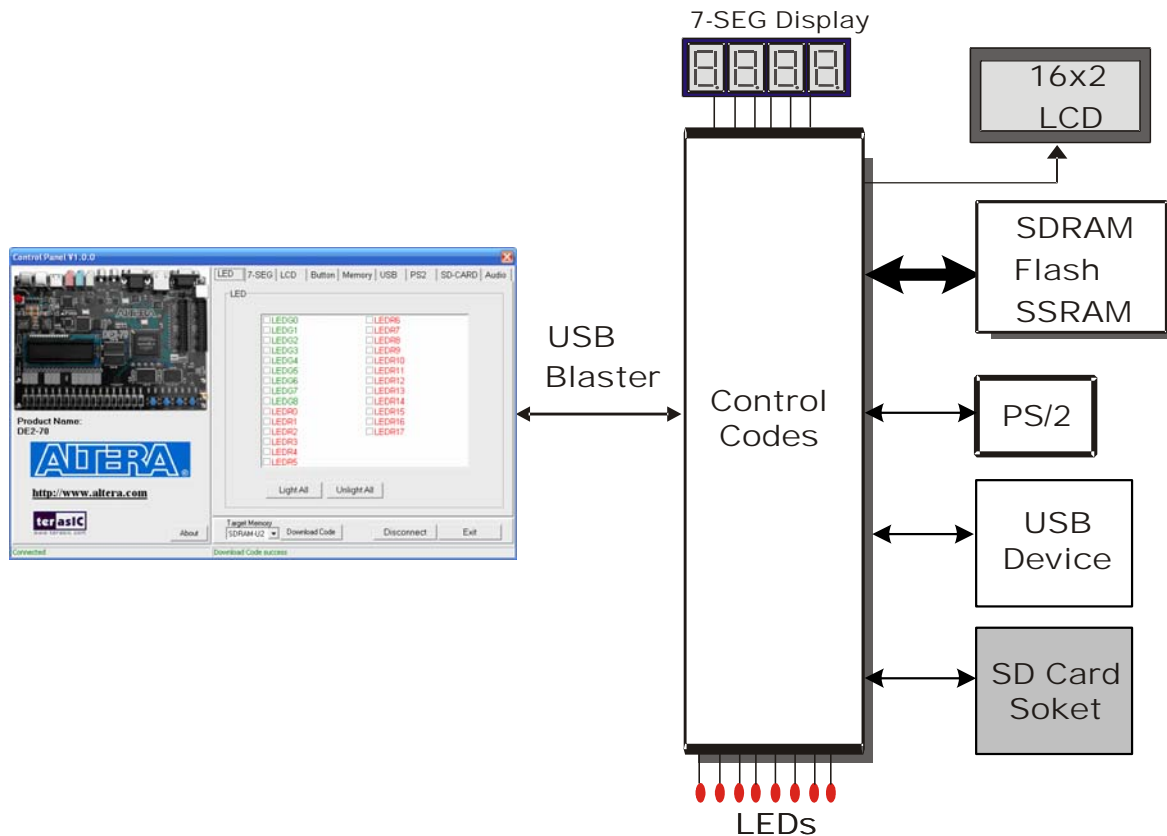 7-SEG Display
16x2
LCD
SDRAM
Flash
SSRAM
Control Panel V1.0.0
LED 7-SEG LCD Button Memory USB PS2 SD-CARD Audio
LED
LEDG0
LEDG1
LEDG2
LEDG3
LEDG4
LEDG5
LEDG6
LEDG7
LEDG8
LEDR0
LEDR1
LEDR2
LEDR3
LEDR4
LEDR5
LEDR6
LEDR7
LEDR8
LEDR9
LEDR10
LEDR11
LEDR12
LEDR13
LEDR14
LEDR15
LEDR16
LEDR17
Light All Unlight All
Product Name:
DE2-70
ALTERA
http://www.altera.com
terasIC
www.terasic.com
About
Target Memory
SDRAM-U2 Download Code Disconnect Exit
Connected Download Code success
USB
Blaster
Control
Codes
PS/2
USB
Device
SD Card
Soket
LEDs